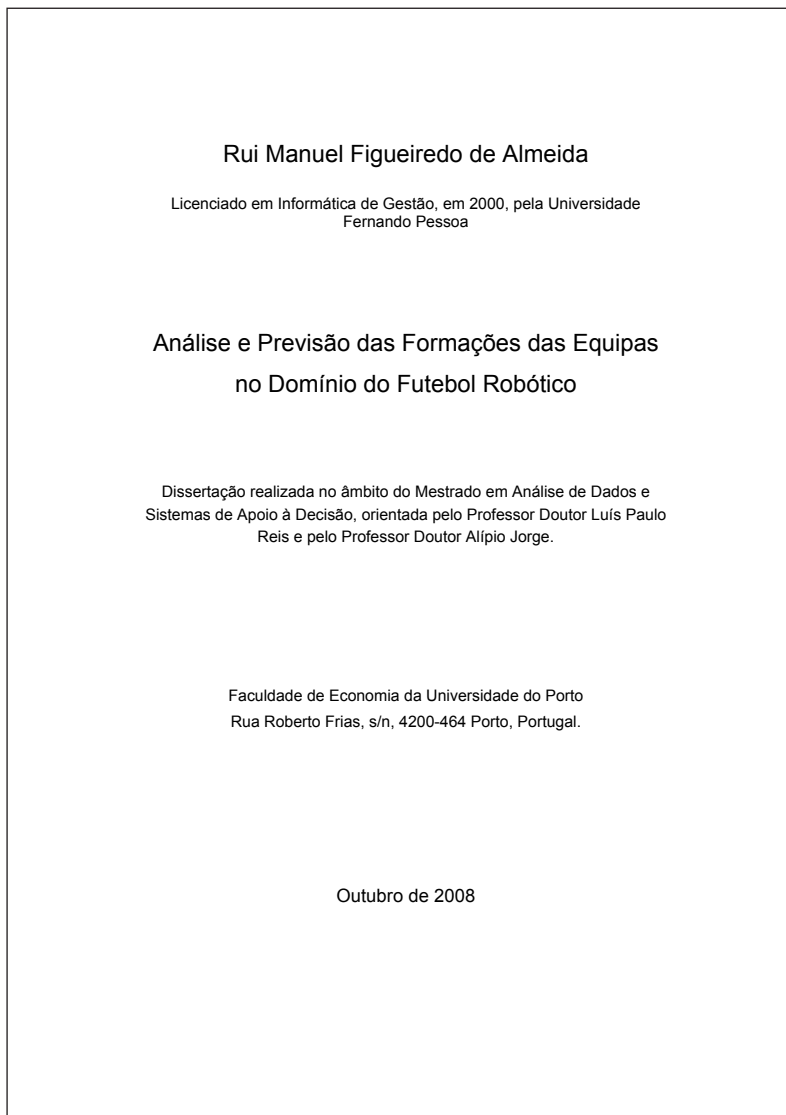 Rui Manuel Figueiredo de Almeida
Licenciado em Informática de Gestão, em 2000, pela Universidade
Fernando Pessoa
Análise e Previsão das Formações das Equipas
no Domínio do Futebol Robótico
Dissertação realizada no âmbito do Mestrado em Análise de Dados e
Sistemas de Apoio à Decisão, orientada pelo Professor Doutor Luís Paulo
Reis e pelo Professor Doutor Alípio Jorge.
Faculdade de Economia da Universidade do Porto
Rua Roberto Frias, s/n, 4200-464 Porto, Portugal.
Outubro de 2008